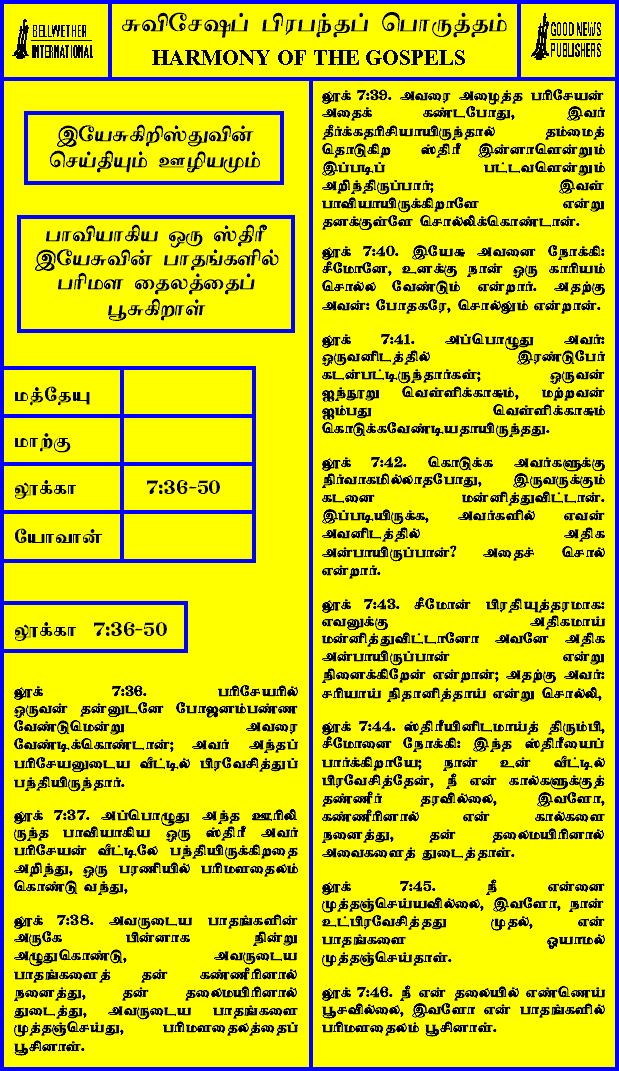 BELLWETHER
INTERNATIONAL
சுவிசேஷப் பிரபந்தப் பொருத்தம்
HARMONY OF THE GOSPELS
GOOD NEWS
PUBLISHERS
இயேசுகிறிஸ்துவின்
செய்தியும் ஊழியமும்
பாவியாகிய ஒரு ஸ்திரீ
இயேசுவின் பாதங்களில்
பரிமள தைலத்தைப்
பூசுகிறாள்
மத்தேயு
மாற்கு
லூக்கா 7:36-50
யோவான்
லூக்கா 7:36-50
லூக் 7:36. பரிசேயரில்
ஒருவன் தன்னுடனே போஜனம்பண்ண
வேண்டுமென்று அவரை
வேண்டிக்கொண்டான்; அவர் அந்தப்
பரிசேயனுடைய வீட்டில் பிரவேசித்துப்
பந்தியிருந்தார்.
லூக் 7:37. அப்பொழுது அந்த ஊரிலி
ருந்த பாவியாகிய ஒரு ஸ்திரீ அவர்
பரிசேயன் வீட்டிலே பந்தியிருக்கிறதை
அறிந்து, ஒரு பரணியில் பரிமளதைலம்
கொண்டு வந்து,
லூக் 7:38. அவருடைய பாதங்களின்
அருகே பின்னாக நின்று
அழுதுகொண்டு, அவருடைய
பாதங்களைத் தன் கண்ணீரினால்
நனைத்து, தன் தலைமயிரினால்
துடைத்து, அவருடைய பாதங்களை
முத்தஞ்செய்து, பரிமளதைலத்தைப்
பூசினாள்.
லூக் 7:39. அவரை அழைத்த பரிசேயன்
அதைக் கண்டபோது, இவர்
தீர்க்கதரிசியாயிருந்தால் தம்மைத்
தொடுகிற ஸ்திரீ இன்னாளென்றும்
இப்படிப் பட்டவளென்றும்
அறிந்திருப்பார்; இவள்
பாவியாயிருக்கிறாளே என்று
தனக்குள்ளே சொல்லிக்கொண்டான்.
லூக் 7:40. இயேசு அவனை நோக்கி:
சீமோனே, உனக்கு நான் ஒரு காரியம்
சொல்ல வேண்டும் என்றார். அதற்கு
அவன்: போதகரே, சொல்லும் என்றான்.
லூக் 7:41. அப்பொழுது அவர்:
ஒருவனிடத்தில் இரண்டுபேர்
கடன்பட்டிருந்தார்கள்; ஒருவன்
ஐந்நூறு வெள்ளிக்காசும், மற்றவன்
ஐம்பது வெள்ளிக்காசும்
கொடுக்கவேண்டியதாயிருந்தது.
லூக் 7:42. கொடுக்க அவர்களுக்கு
நிர்வாகமில்லாதபோது, இருவருக்கும்
கடனை மன்னித்துவிட்டான்.
இப்படியிருக்க, அவர்களில் எவன்
அவனிடத்தில் அதிக
அன்பாயிருப்பான்? அதைச் சொல்
என்றார்.
லூக் 7:43. சீமோன் பிரதியுத்தரமாக:
எவனுக்கு அதிகமாய்
மன்னித்துவிட்டானோ அவனே அதிக
அன்பாயிருப்பான் என்று
நினைக்கிறேன் என்றான்; அதற்கு அவர்:
சரியாய் நிதானித்தாய் என்று சொல்லி,
லூக் 7:44. ஸ்திரீயினிடமாய்த் திரும்பி,
சீமோனை நோக்கி: இந்த ஸ்திரீயைப்
பார்க்கிறாயே; நான் உன் வீட்டில்
பிரவேசித்தேன், நீ என் கால்களுக்குத்
தண்ணீர் தரவில்லை, இவளோ,
கண்ணீரினால் என் கால்களை
நனைத்து, தன் தலைமயிரினால்
அவைகளைத் துடைத்தாள்.
லூக் 7:45. நீ என்னை
முத்தஞ்செய்யவில்லை, இவளோ, நான்
உட்பிரவேசித்தது முதல், என்
பாதங்களை ஓயாமல்
முத்தஞ்செய்தாள்.
லூக் 7:46. நீ என் தலையில் எண்ணெய்
பூசவில்லை, இவளோ என் பாதங்களில்
பரிமளதைலம் பூசினாள்.